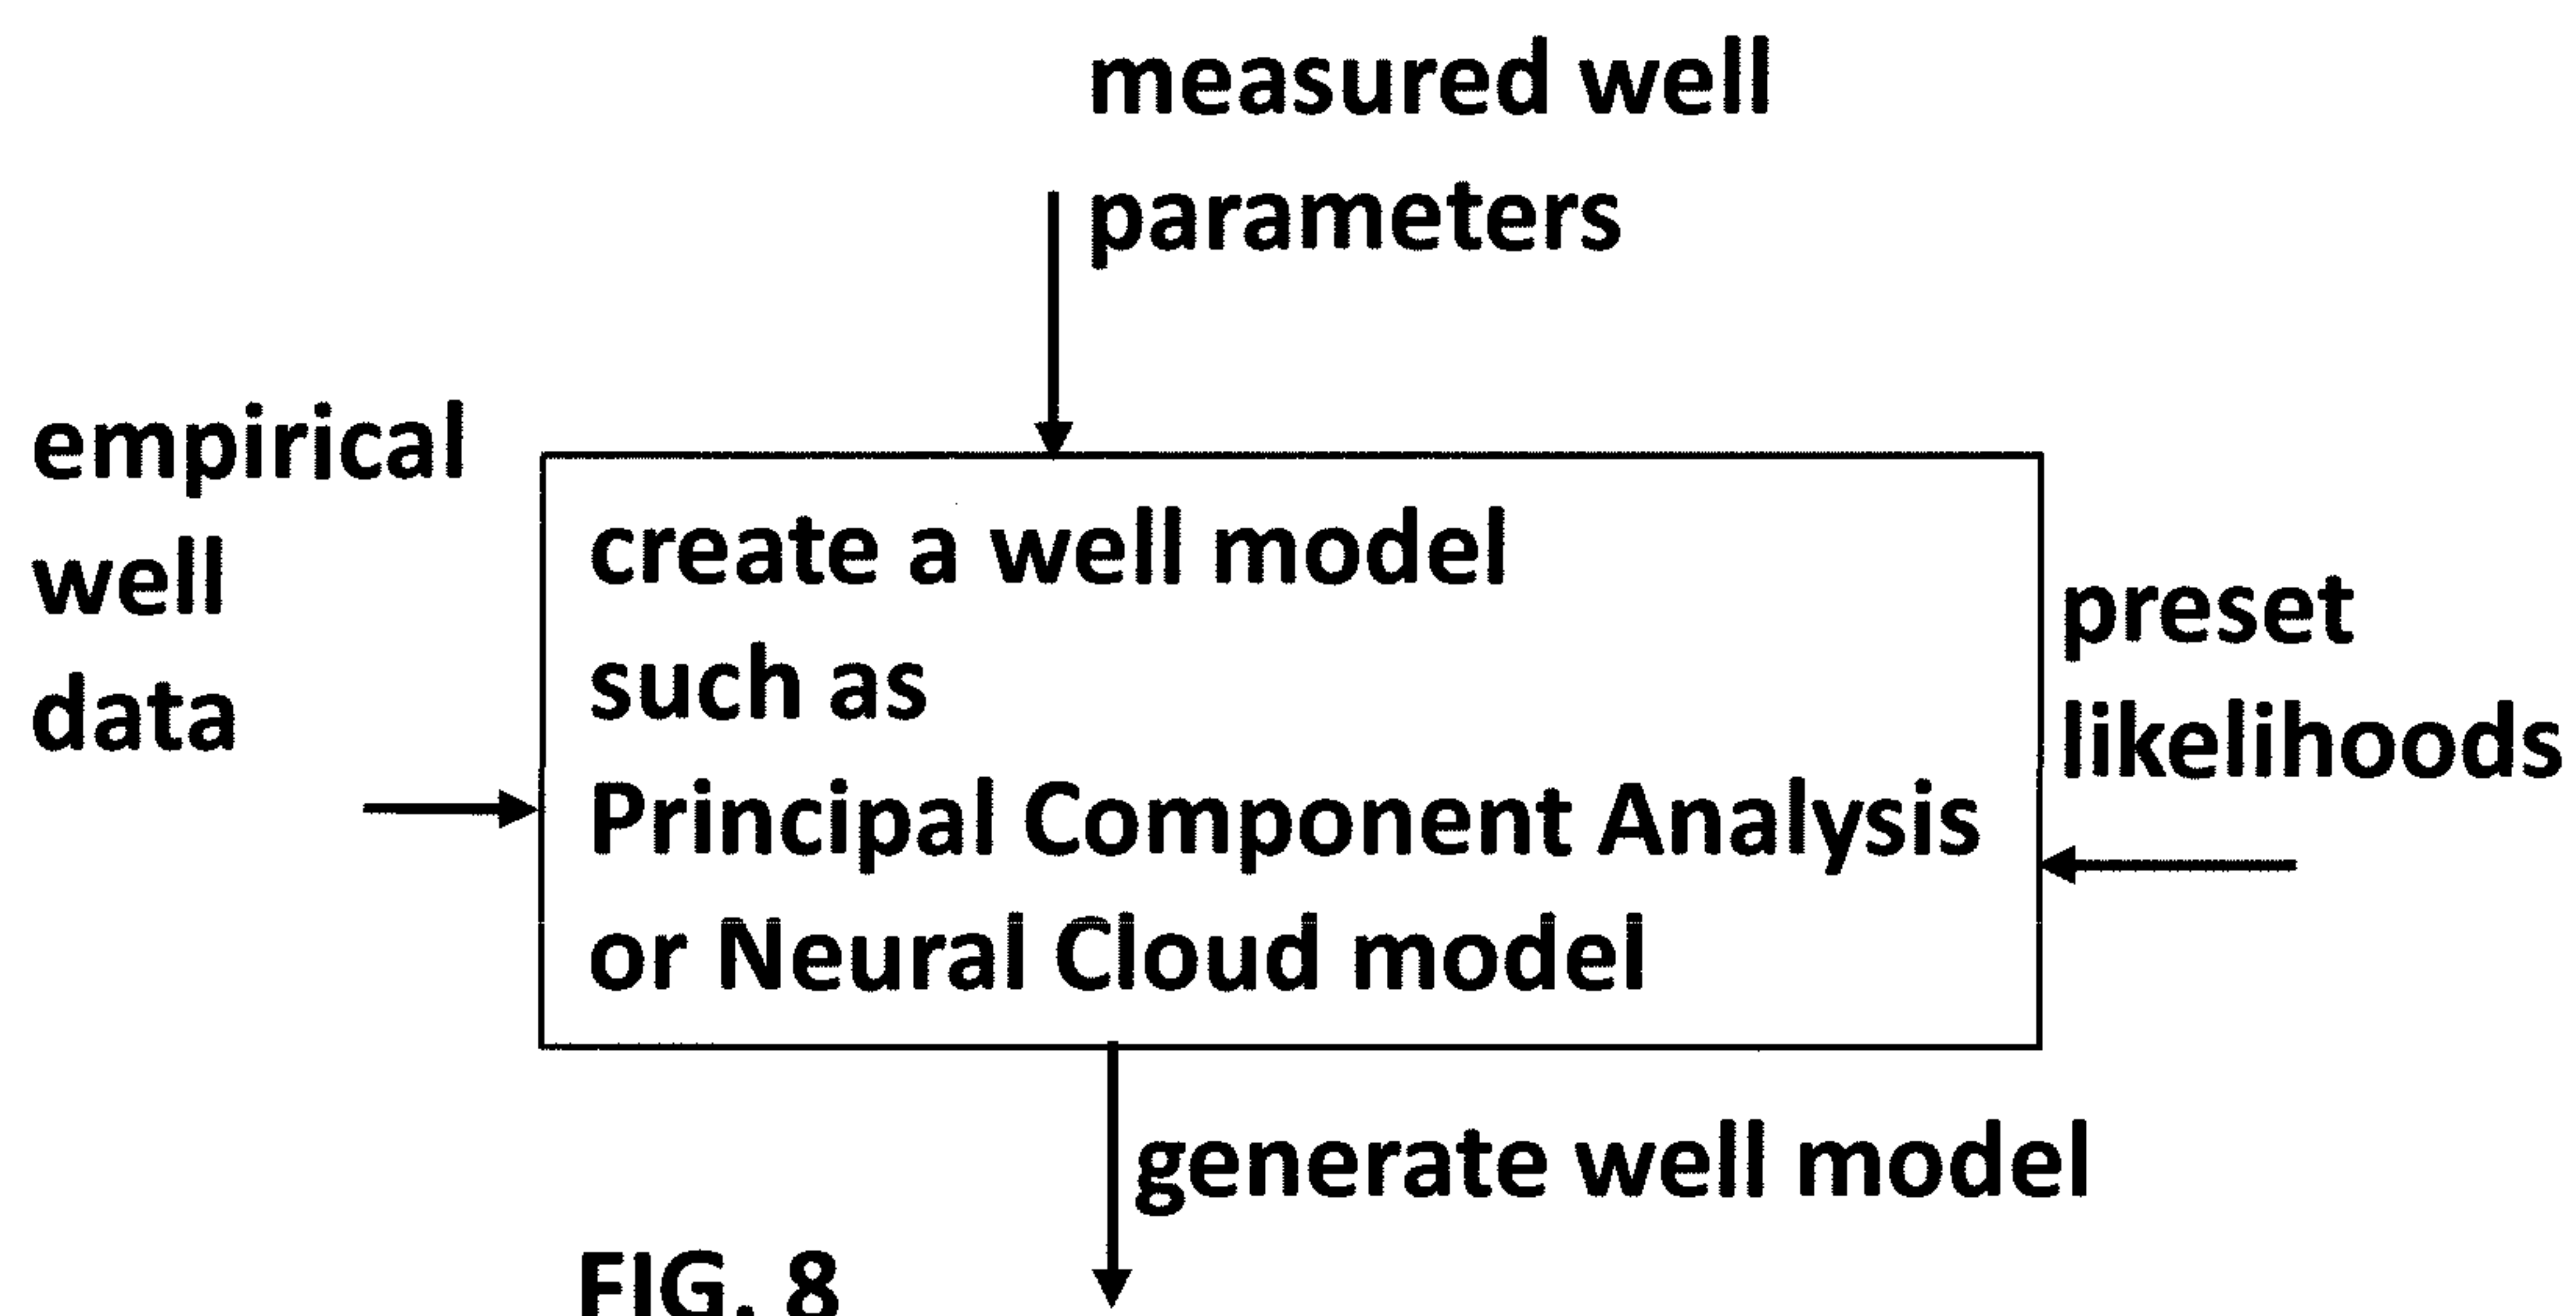 measured well
parameters
empirical
well
data
create a well model
such as
Principal Component Analysis
or Neural Cloud model
preset
likelihoods
generate well model
FIG. 8